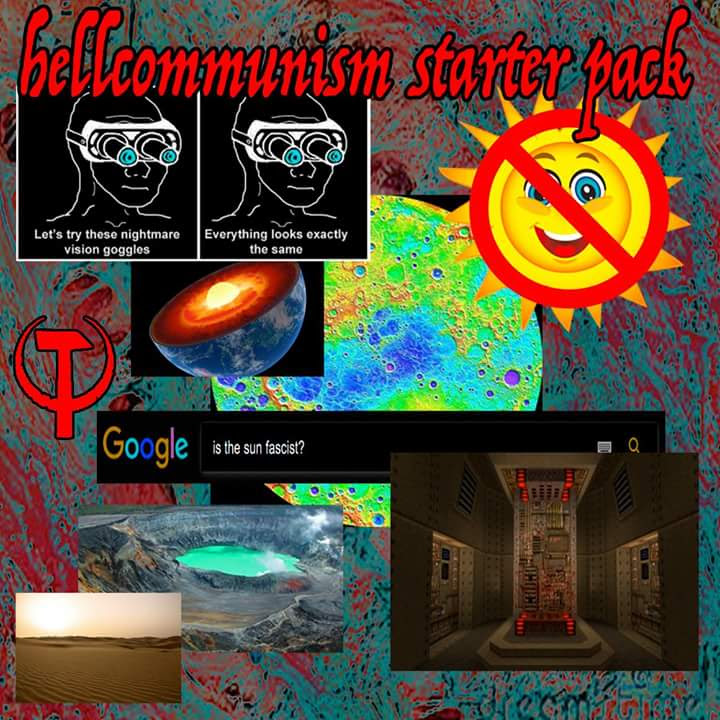 hellcommunism starter pack
Let's try these nightmare
vision goggles
Everything looks exactly
the same
Google
is the sun fascist?